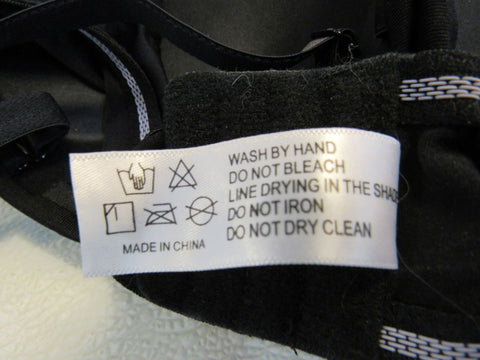 WASH BY HAND
DO NOT BLEACH
LINE DRYING IN THE SHADE
DO NOT IRON
DO NOT DRY CLEAN
MADE IN CHINA